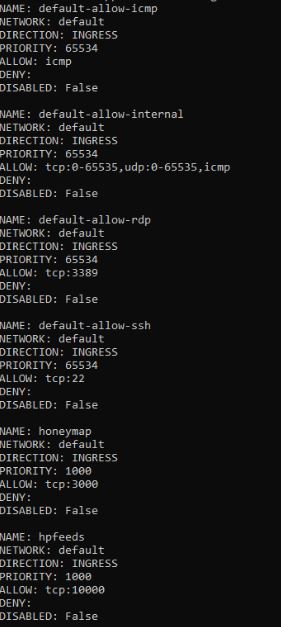 NAME: default-allow-icmp
NETWORK: default
DIRECTION: INGRESS
PRIORITY: 65534
ALLOW: icmp
DENY:
DISABLED: False
NAME: default-allow-internal
NETWORK: default
DIRECTION: INGRESS
PRIORITY: 65534
ALLOW: tcp:0-65535,udp:0-65535,icmp
DENY:
DISABLED: False
NAME: default-allow-rdp
NETWORK: default
DIRECTION: INGRESS
PRIORITY: 65534
ALLOW: tcp:3389
DENY:
DISABLED: False
NAME: default-allow-ssh
NETWORK: default
DIRECTION: INGRESS
PRIORITY: 65534
ALLOW: tcp:22
DENY:
DISABLED: False
NAME: honeymap
NETWORK: default
DIRECTION: INGRESS
PRIORITY: 1000
ALLOW: tcp:3000
DENY:
DISABLED: False
NAME: hpfeeds
NETWORK: default
DIRECTION: INGRESS
PRIORITY: 1000
ALLOW: tcp:10000
DENY:
DISABLED: False